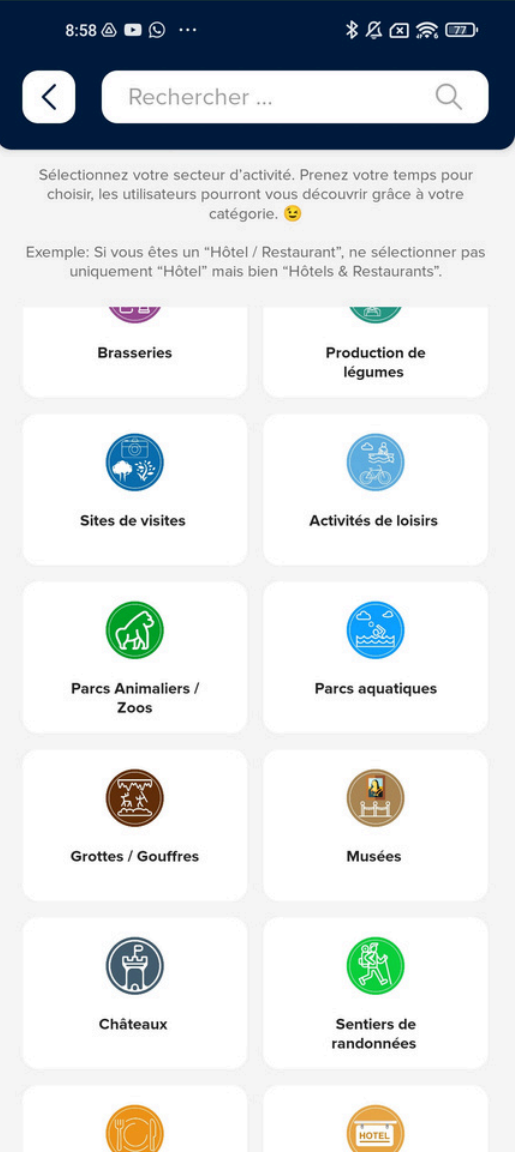 8:58
77
Rechercher ...
Sélectionnez votre secteur d'activité. Prenez votre temps pour
choisir, les utilisateurs pourront vous découvrir grâce à votre
catégorie. 😉
Exemple: Si vous êtes un “Hôtel / Restaurant”, ne sélectionner pas
uniquement “Hôtel” mais bien “Hôtels & Restaurants”.
Brasseries
Production de
légumes
Sites de visites
Activités de loisirs
Parcs Animaliers /
Zoos
Parcs aquatiques
Grottes / Gouffres
Musées
Châteaux
Sentiers de
randonnées
HOTEL